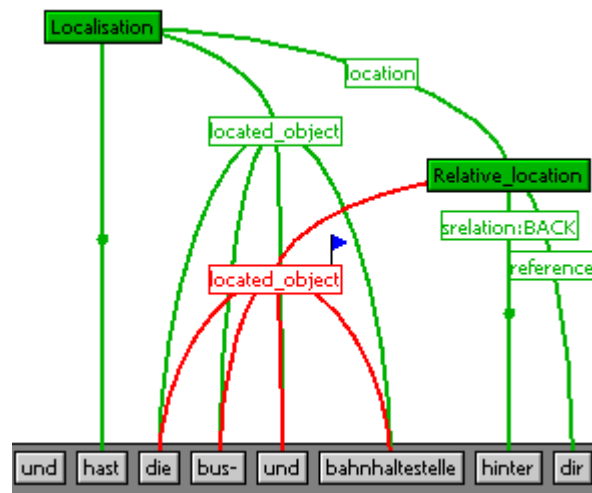 Localisation
location
located_object
Relative_location
srelation:BACK
reference
located_object
und hast die bus- und bahnhaltestelle hinter dir